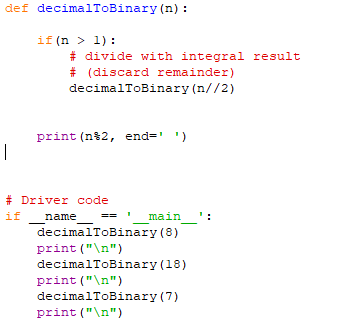 def decimalToBinary(n):
    if(n > 1):
        # divide with integral result
        # (discard remainder)
        decimalToBinary(n//2)
    print(n%2, end=' ')
# Driver code
if __name__ == '__main__':
    decimalToBinary(8)
    print("\n")
    decimalToBinary(18)
    print("\n")
    decimalToBinary(7)
    print("\n")